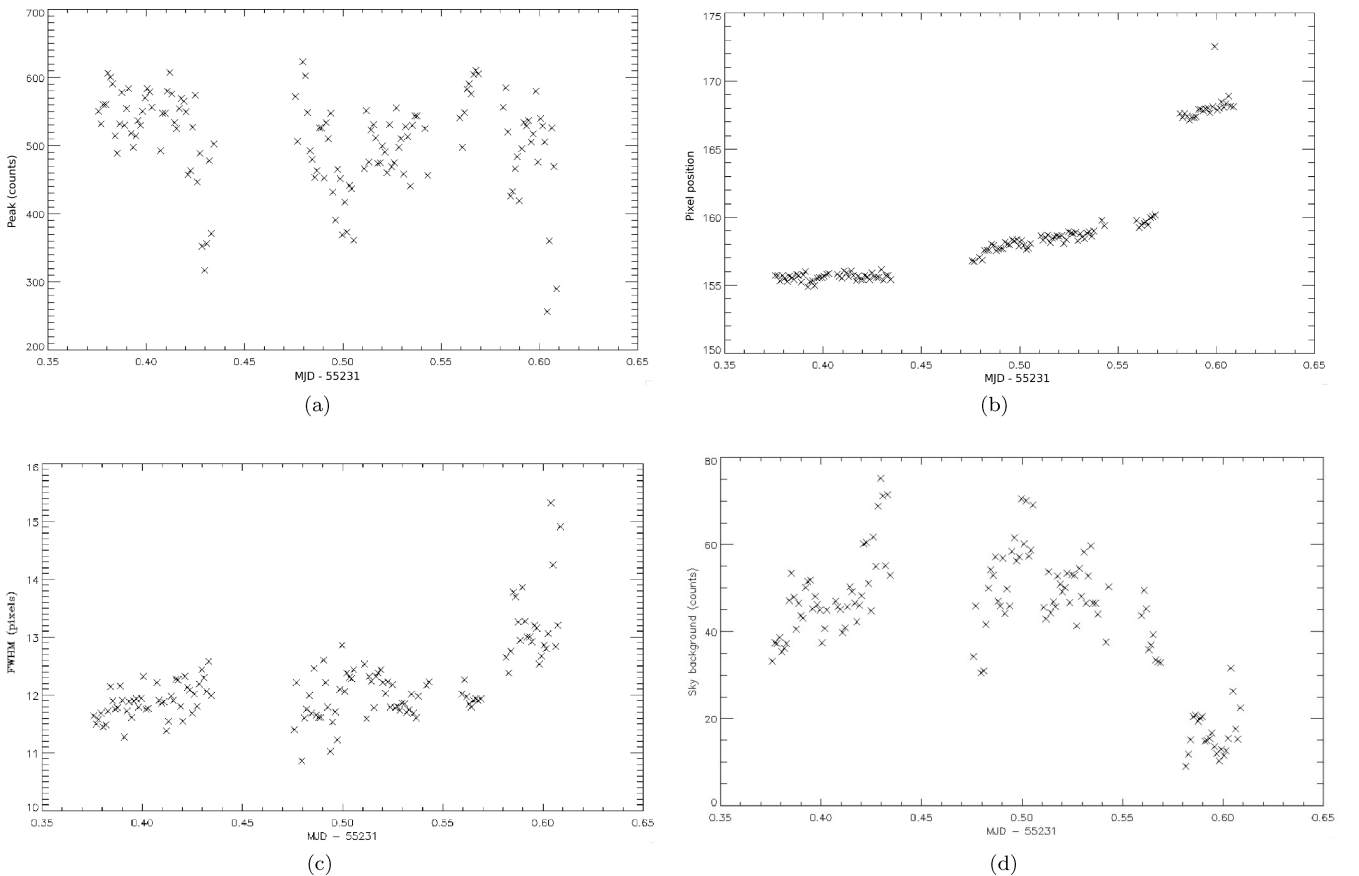 700
600
500
400
300
200
Peak (counts)
0.35 0.40 0.45 0.50 0.55 0.60 0.65
MJD - 55231
(a)
175
170
165
160
155
150
Pixel position
0.35 0.40 0.45 0.50 0.55 0.60 0.65
MJD - 55231
(b)
16
15
14
13
12
11
10
FWHM (pixels)
0.35 0.40 0.45 0.50 0.55 0.60 0.65
MJD − 55231
(c)
80
60
40
20
0
Sky background (counts)
0.35 0.40 0.45 0.50 0.55 0.60 0.65
MJD − 55231
(d)